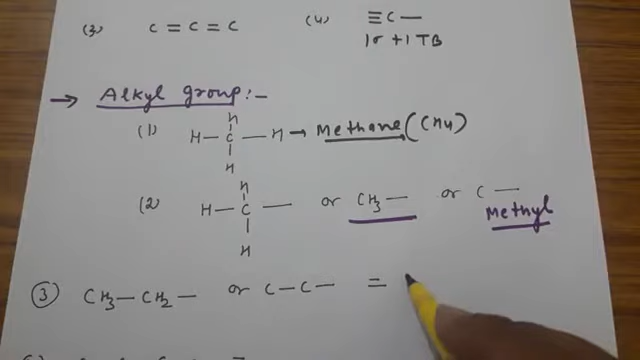 (3) C=C=C (4) ≡C—
1σ + 1 TB
→ Alkyl group:-
H
(1) H—C—H → Methane (CH4)
H
H
(2) H—C— or CH3— or C—
Methyl
H
(3) CH3—CH2— or C—C— =